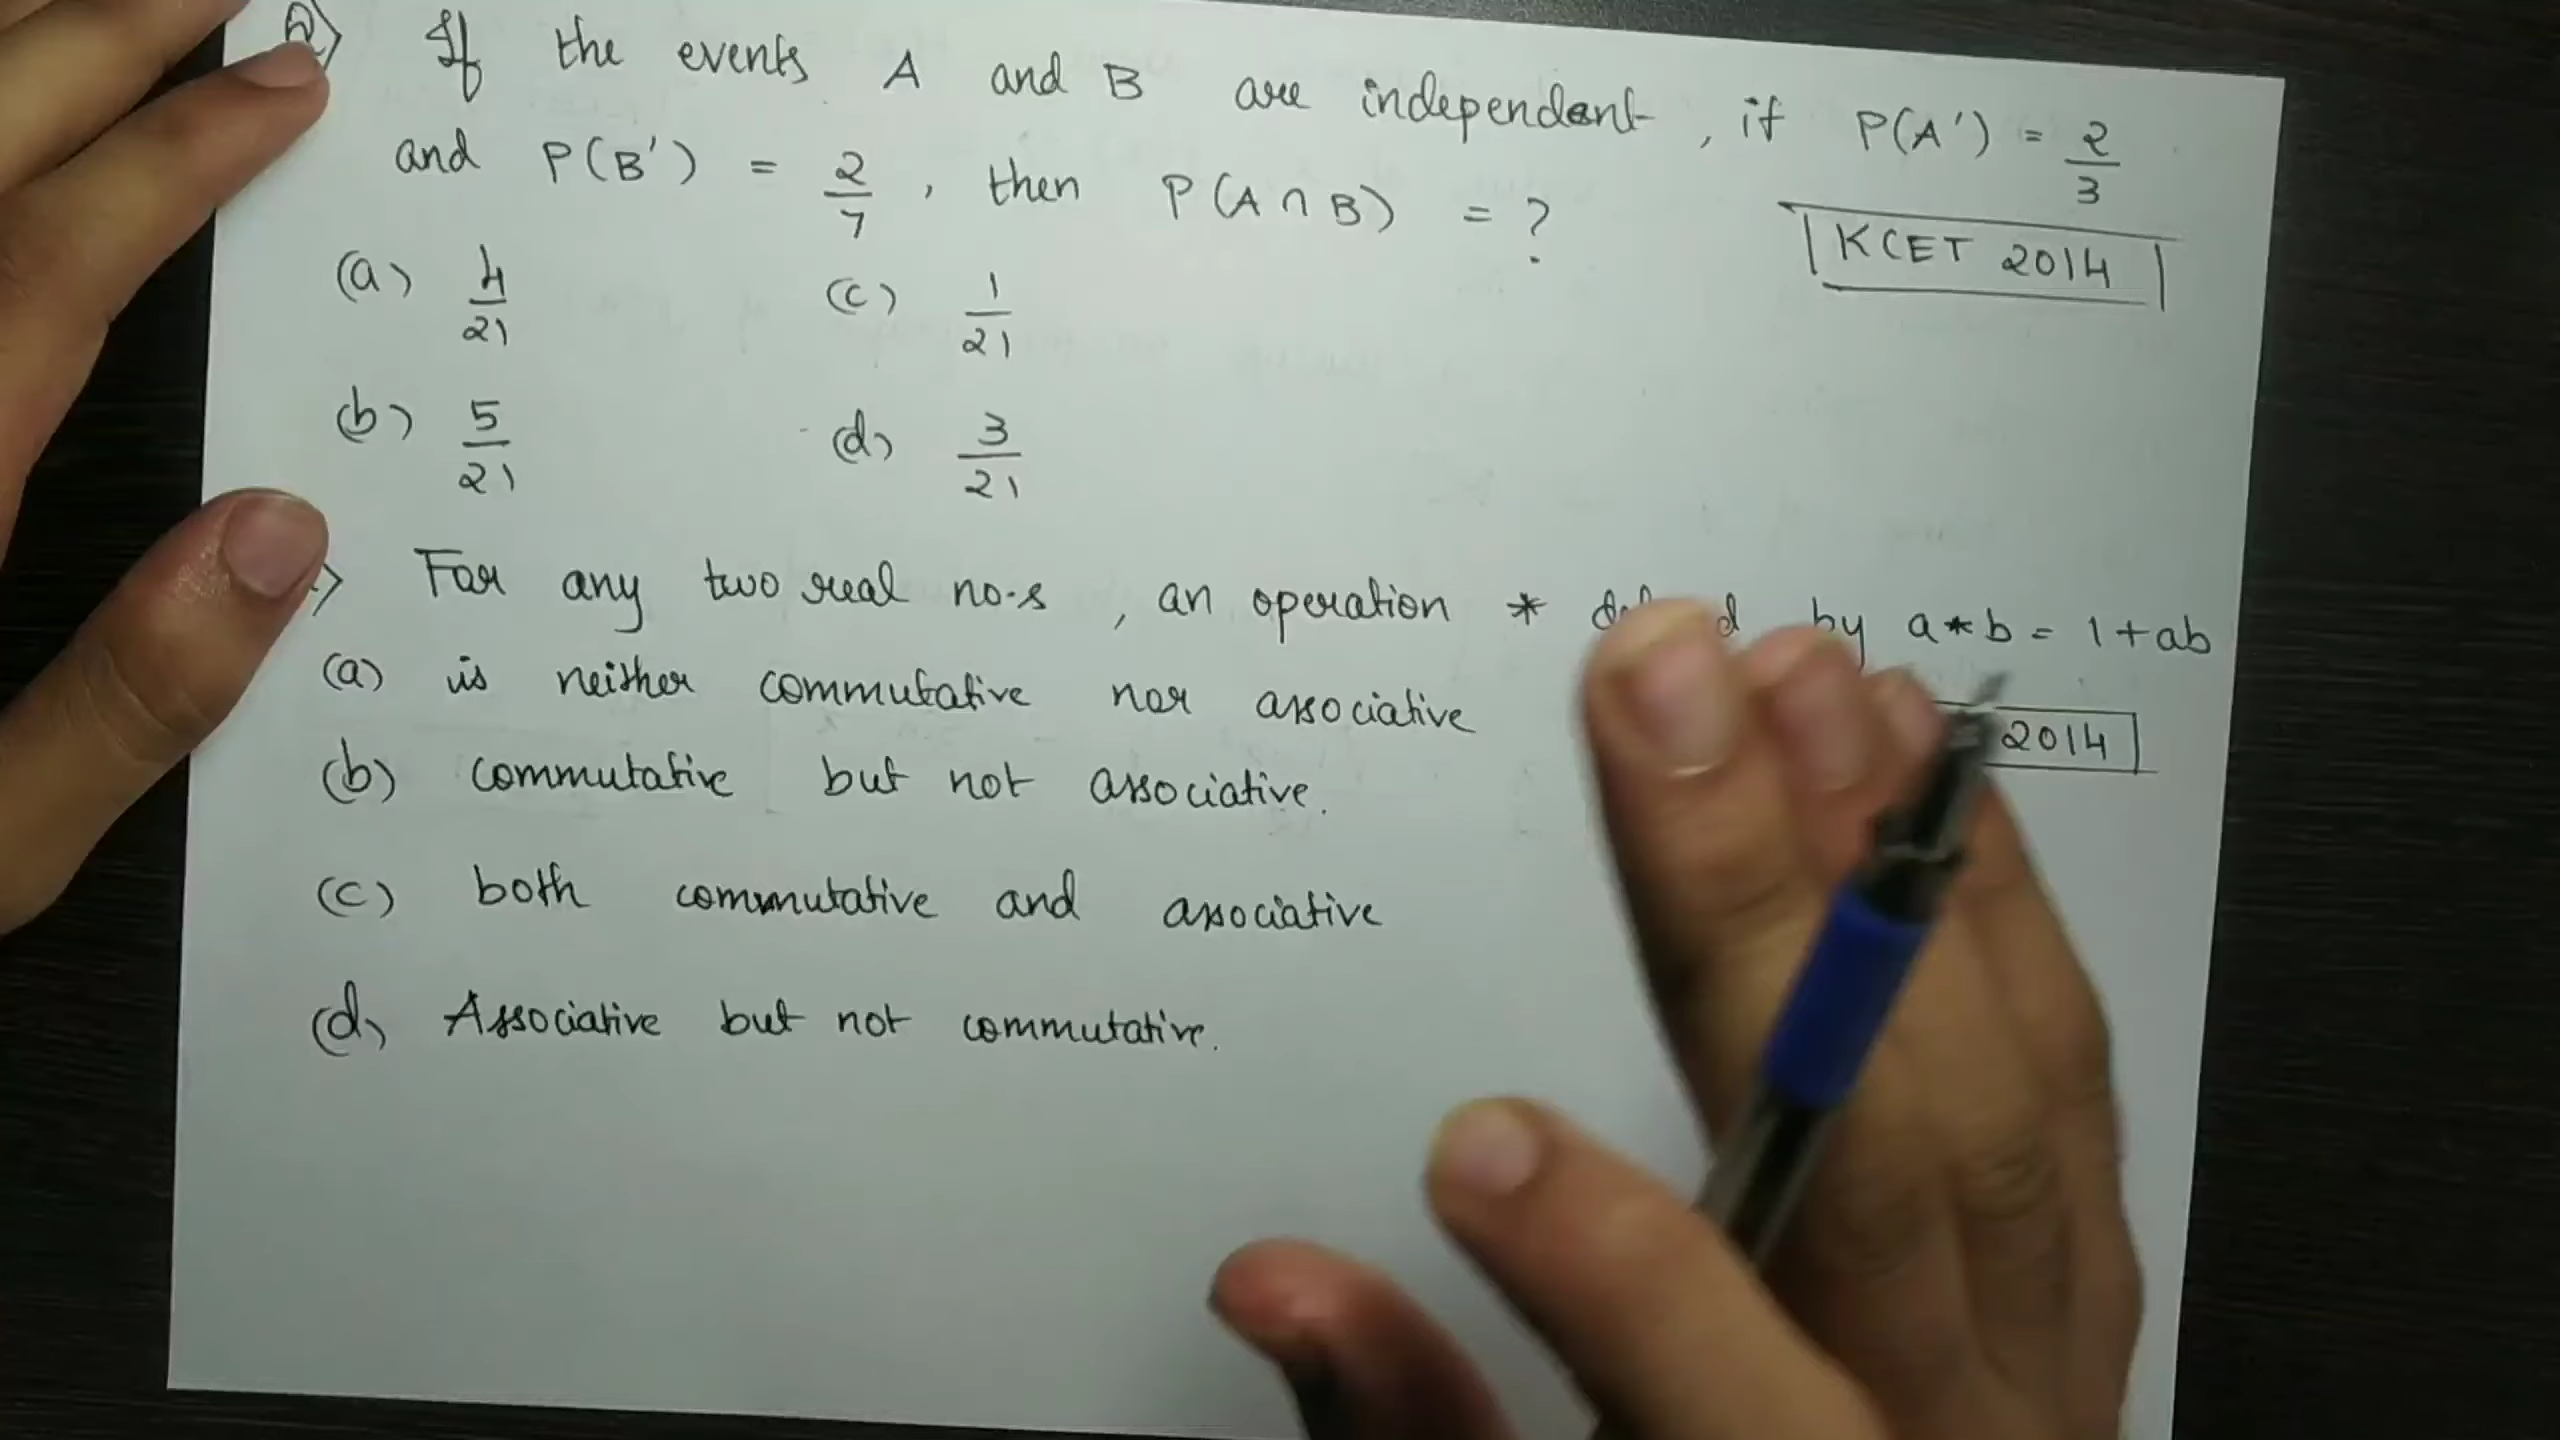 Q) If the events A and B are independent, if P(A') = 2/3
and P(B') = 2/7, then P(A ∩ B) = ?
KCET 2014
(a) 4/21 (c) 1/21
(b) 5/21 (d) 3/21
For any two real no.s, an operation * by a*b = 1+ab
(a) is neither commutative nor associative
2014
(b) commutative but not associative.
(c) both commutative and associative
(d) Associative but not commutative.